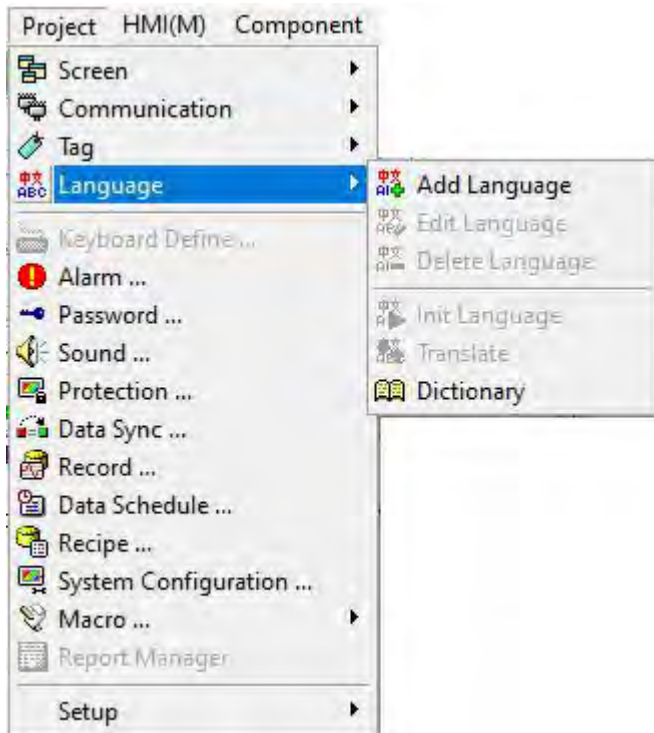 Project HMI(M) Component
Screen
Communication
Tag
Language
Keyboard Define ...
Alarm ...
Password ...
Sound ...
Protection ...
Data Sync ...
Record ...
Data Schedule ...
Recipe ...
System Configuration ...
Macro ...
Report Manager
Setup
Add Language
Edit Language
Delete Language
Init Language
Translate
Dictionary